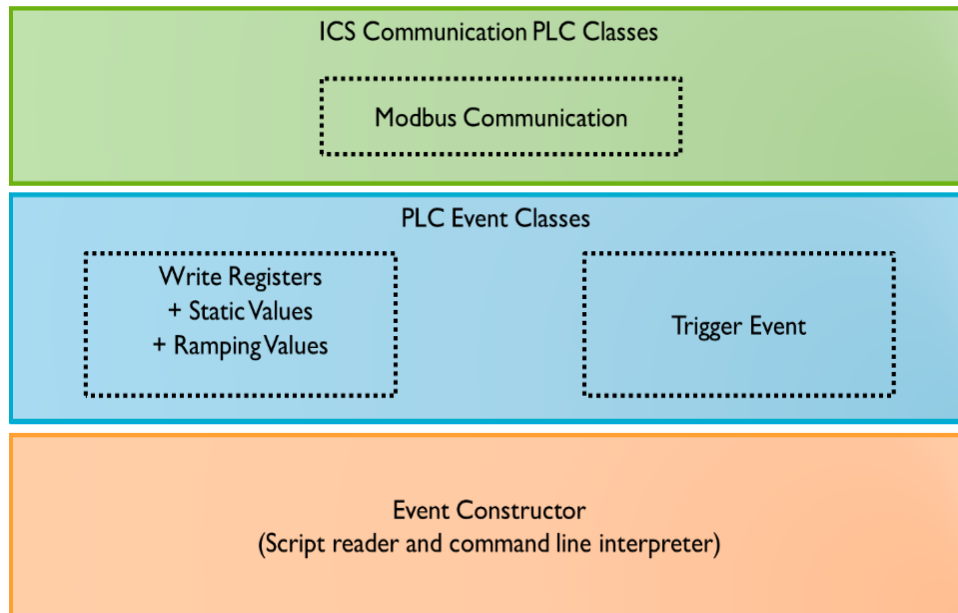 ICS Communication PLC Classes
Modbus Communication
PLC Event Classes
Write Registers
+ Static Values
+ Ramping Values
Trigger Event
Event Constructor
(Script reader and command line interpreter)